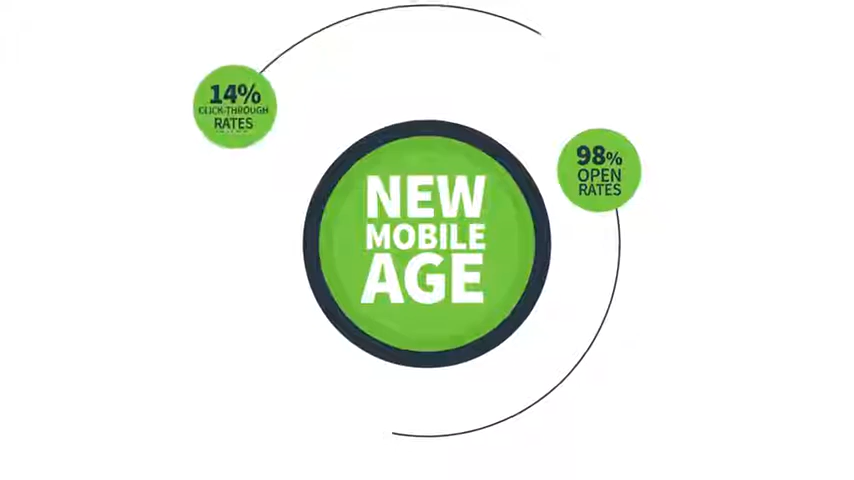 14%
CLICK-THROUGH
RATES
98%
OPEN
RATES
NEW
MOBILE
AGE